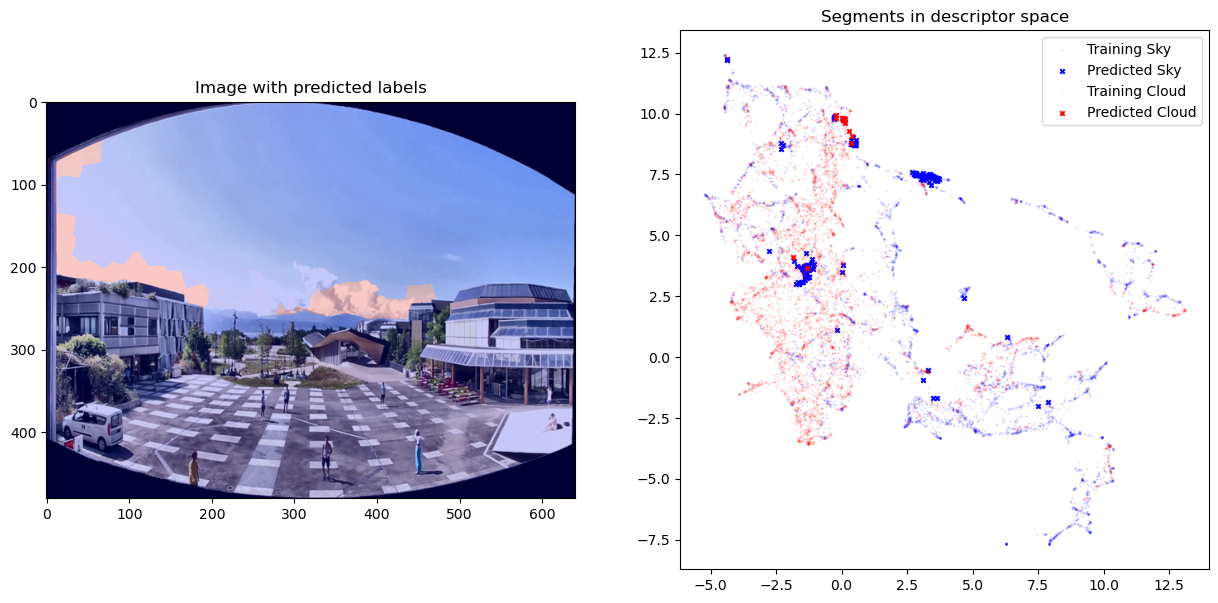 Image with predicted labels
0
100
200
300
400
0 100 200 300 400 500 600
Segments in descriptor space
Training Sky
Predicted Sky
Training Cloud
Predicted Cloud
12.5
10.0
7.5
5.0
2.5
0.0
−2.5
−5.0
−7.5
−5.0 −2.5 0.0 2.5 5.0 7.5 10.0 12.5